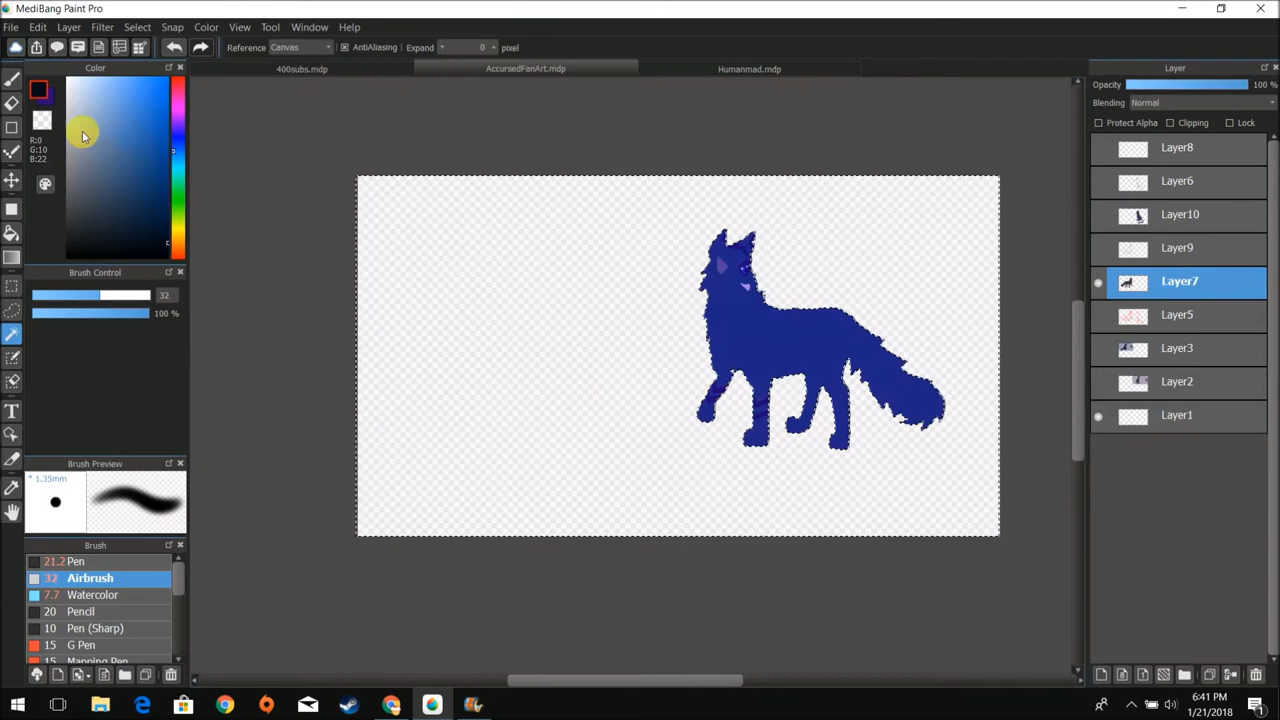 MediBang Paint Pro
File Edit Layer Filter Select Snap Color View Tool Window Help
Reference Canvas AntiAliasing Expand 0 pixel
Color 400subs.mdp AccursedFanArt.mdp Humanmad.mdp Layer
Opacity 100 %
Blending Normal
Protect Alpha Clipping Lock
R:0
G:10
B:22
Layer8
Layer6
Layer10
Layer9
Layer7
Layer5
Layer3
Layer2
Layer1
Brush Control
32
100 %
Brush Preview
* 1.35mm
Brush
21.2 Pen
32 Airbrush
7.7 Watercolor
20 Pencil
10 Pen (Sharp)
15 G Pen
15 Mapping Pen
6:41 PM
1/21/2018
1